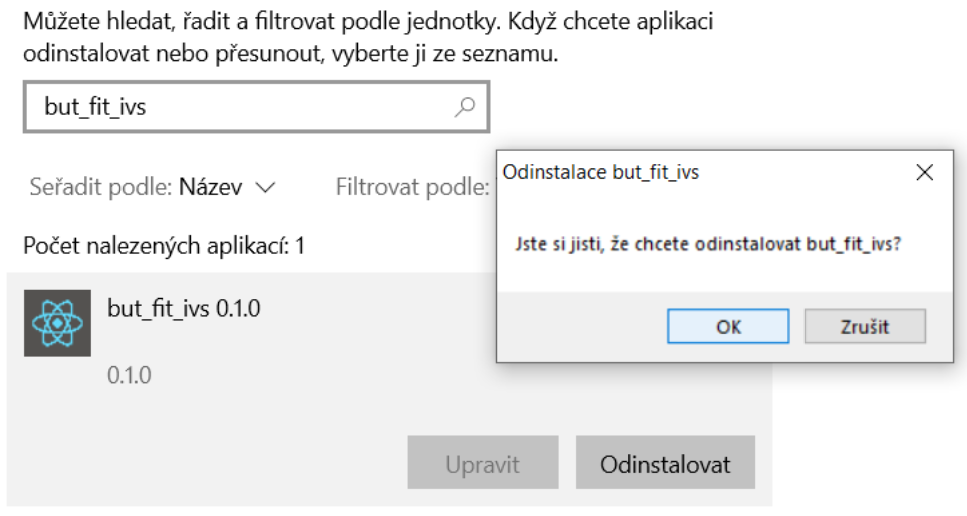 Můžete hledat, řadit a filtrovat podle jednotky. Když chcete aplikaci
odinstalovat nebo přesunout, vyberte ji ze seznamu.
but_fit_ivs
Seřadit podle: Název
Filtrovat podle:
Počet nalezených aplikací: 1
but_fit_ivs 0.1.0
0.1.0
Upravit
Odinstalovat
Odinstalace but_fit_ivs
Jste si jisti, že chcete odinstalovat but_fit_ivs?
OK
Zrušit